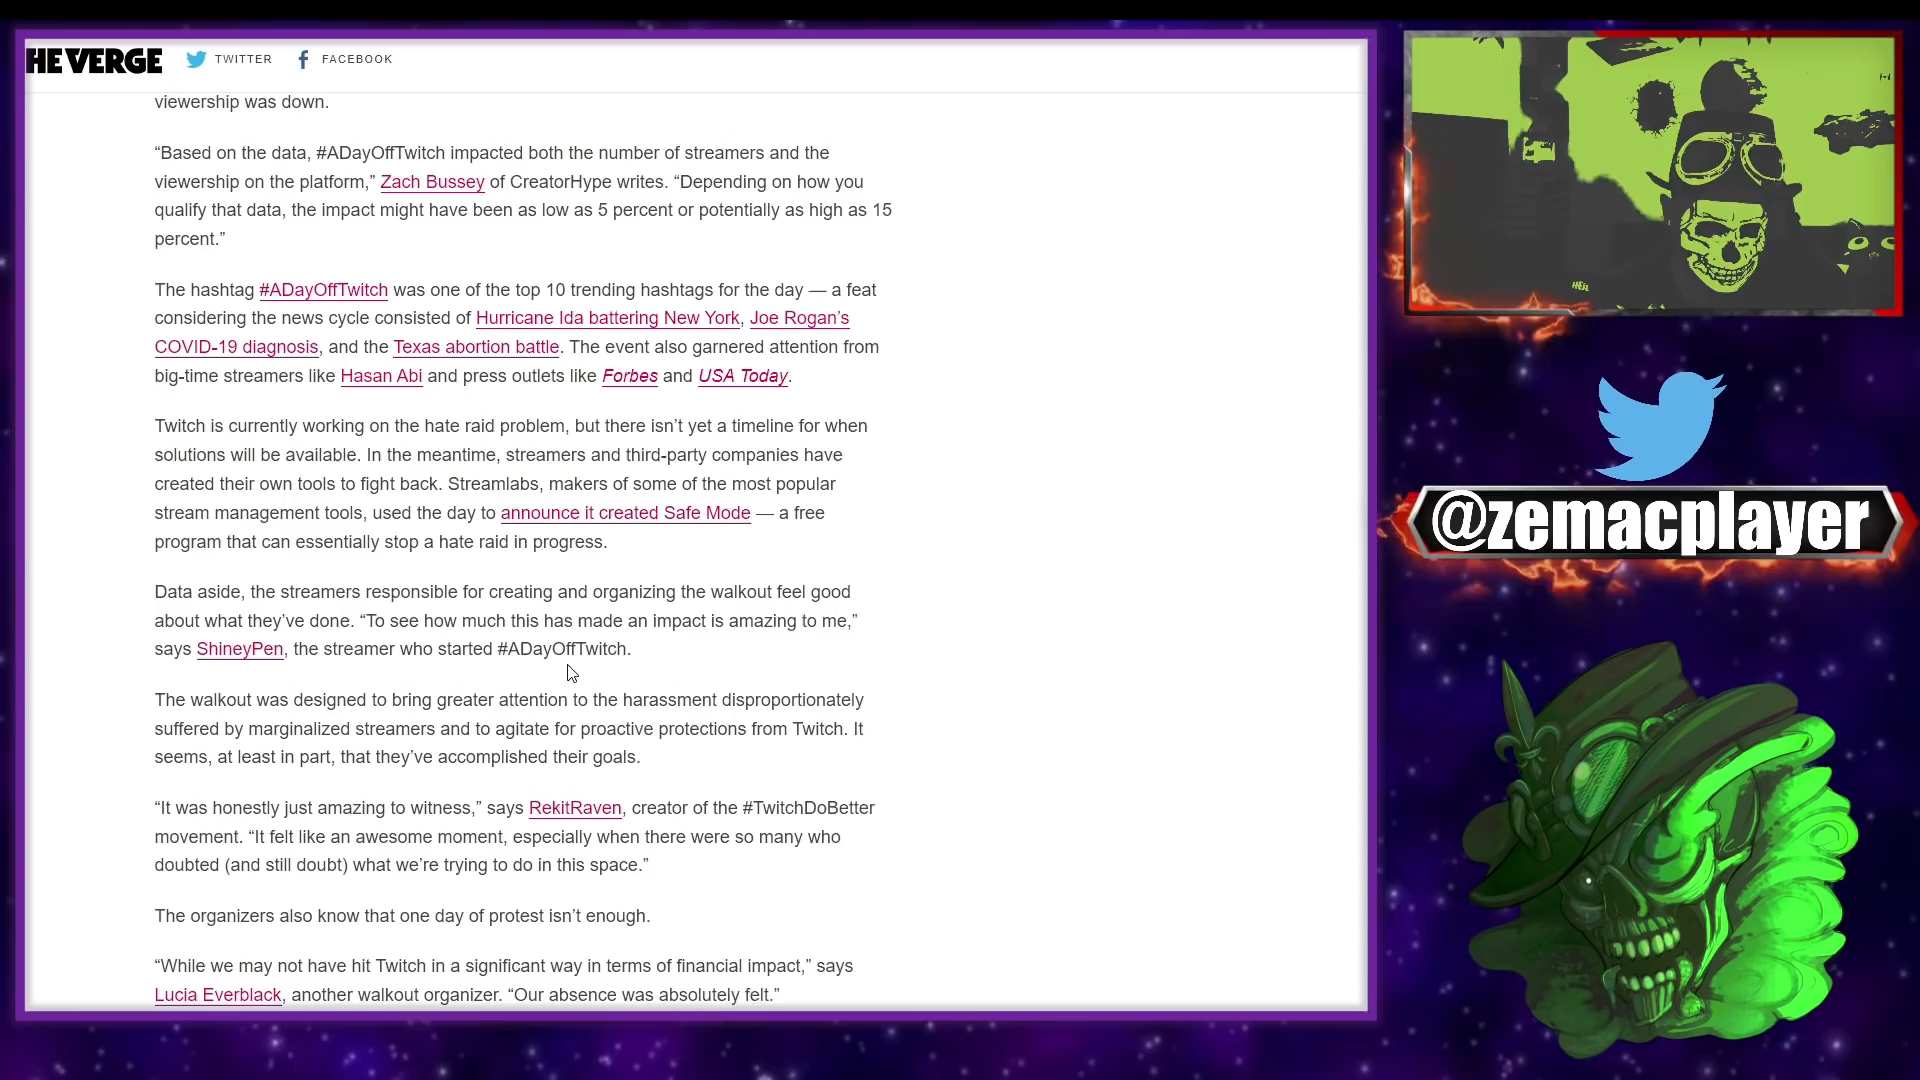 HE VERGE TWITTER FACEBOOK
viewership was down.
“Based on the data, #ADayOffTwitch impacted both the number of streamers and the
viewership on the platform,” Zach Bussey of CreatorHype writes. “Depending on how you
qualify that data, the impact might have been as low as 5 percent or potentially as high as 15
percent.”
The hashtag #ADayOffTwitch was one of the top 10 trending hashtags for the day — a feat
considering the news cycle consisted of Hurricane Ida battering New York, Joe Rogan’s
COVID-19 diagnosis, and the Texas abortion battle. The event also garnered attention from
big-time streamers like Hasan Abi and press outlets like Forbes and USA Today.
Twitch is currently working on the hate raid problem, but there isn’t yet a timeline for when
solutions will be available. In the meantime, streamers and third-party companies have
created their own tools to fight back. Streamlabs, makers of some of the most popular
stream management tools, used the day to announce it created Safe Mode — a free
program that can essentially stop a hate raid in progress.
Data aside, the streamers responsible for creating and organizing the walkout feel good
about what they’ve done. “To see how much this has made an impact is amazing to me,”
says ShineyPen, the streamer who started #ADayOffTwitch.
The walkout was designed to bring greater attention to the harassment disproportionately
suffered by marginalized streamers and to agitate for proactive protections from Twitch. It
seems, at least in part, that they’ve accomplished their goals.
“It was honestly just amazing to witness,” says RekitRaven, creator of the #TwitchDoBetter
movement. “It felt like an awesome moment, especially when there were so many who
doubted (and still doubt) what we’re trying to do in this space.”
The organizers also know that one day of protest isn’t enough.
“While we may not have hit Twitch in a significant way in terms of financial impact,” says
Lucia Everblack, another walkout organizer. “Our absence was absolutely felt.”
@zemacplayer